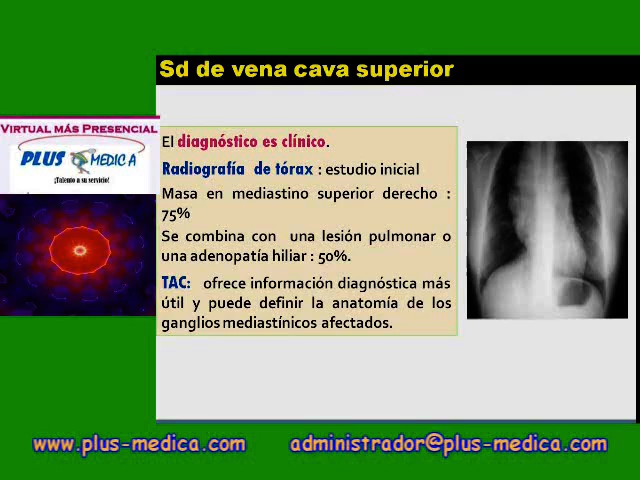 Sd de vena cava superior
VIRTUAL MÁS PRESENCIAL
PLUS MEDICA
¡Talento a su servicio!
El diagnóstico es clínico.
Radiografía de tórax : estudio inicial
Masa en mediastino superior derecho :
75%
Se combina con una lesión pulmonar o
una adenopatía hiliar : 50%.
TAC: ofrece información diagnóstica más
útil y puede definir la anatomía de los
ganglios mediastínicos afectados.
www.plus-medica.com
administrador@plus-medica.com